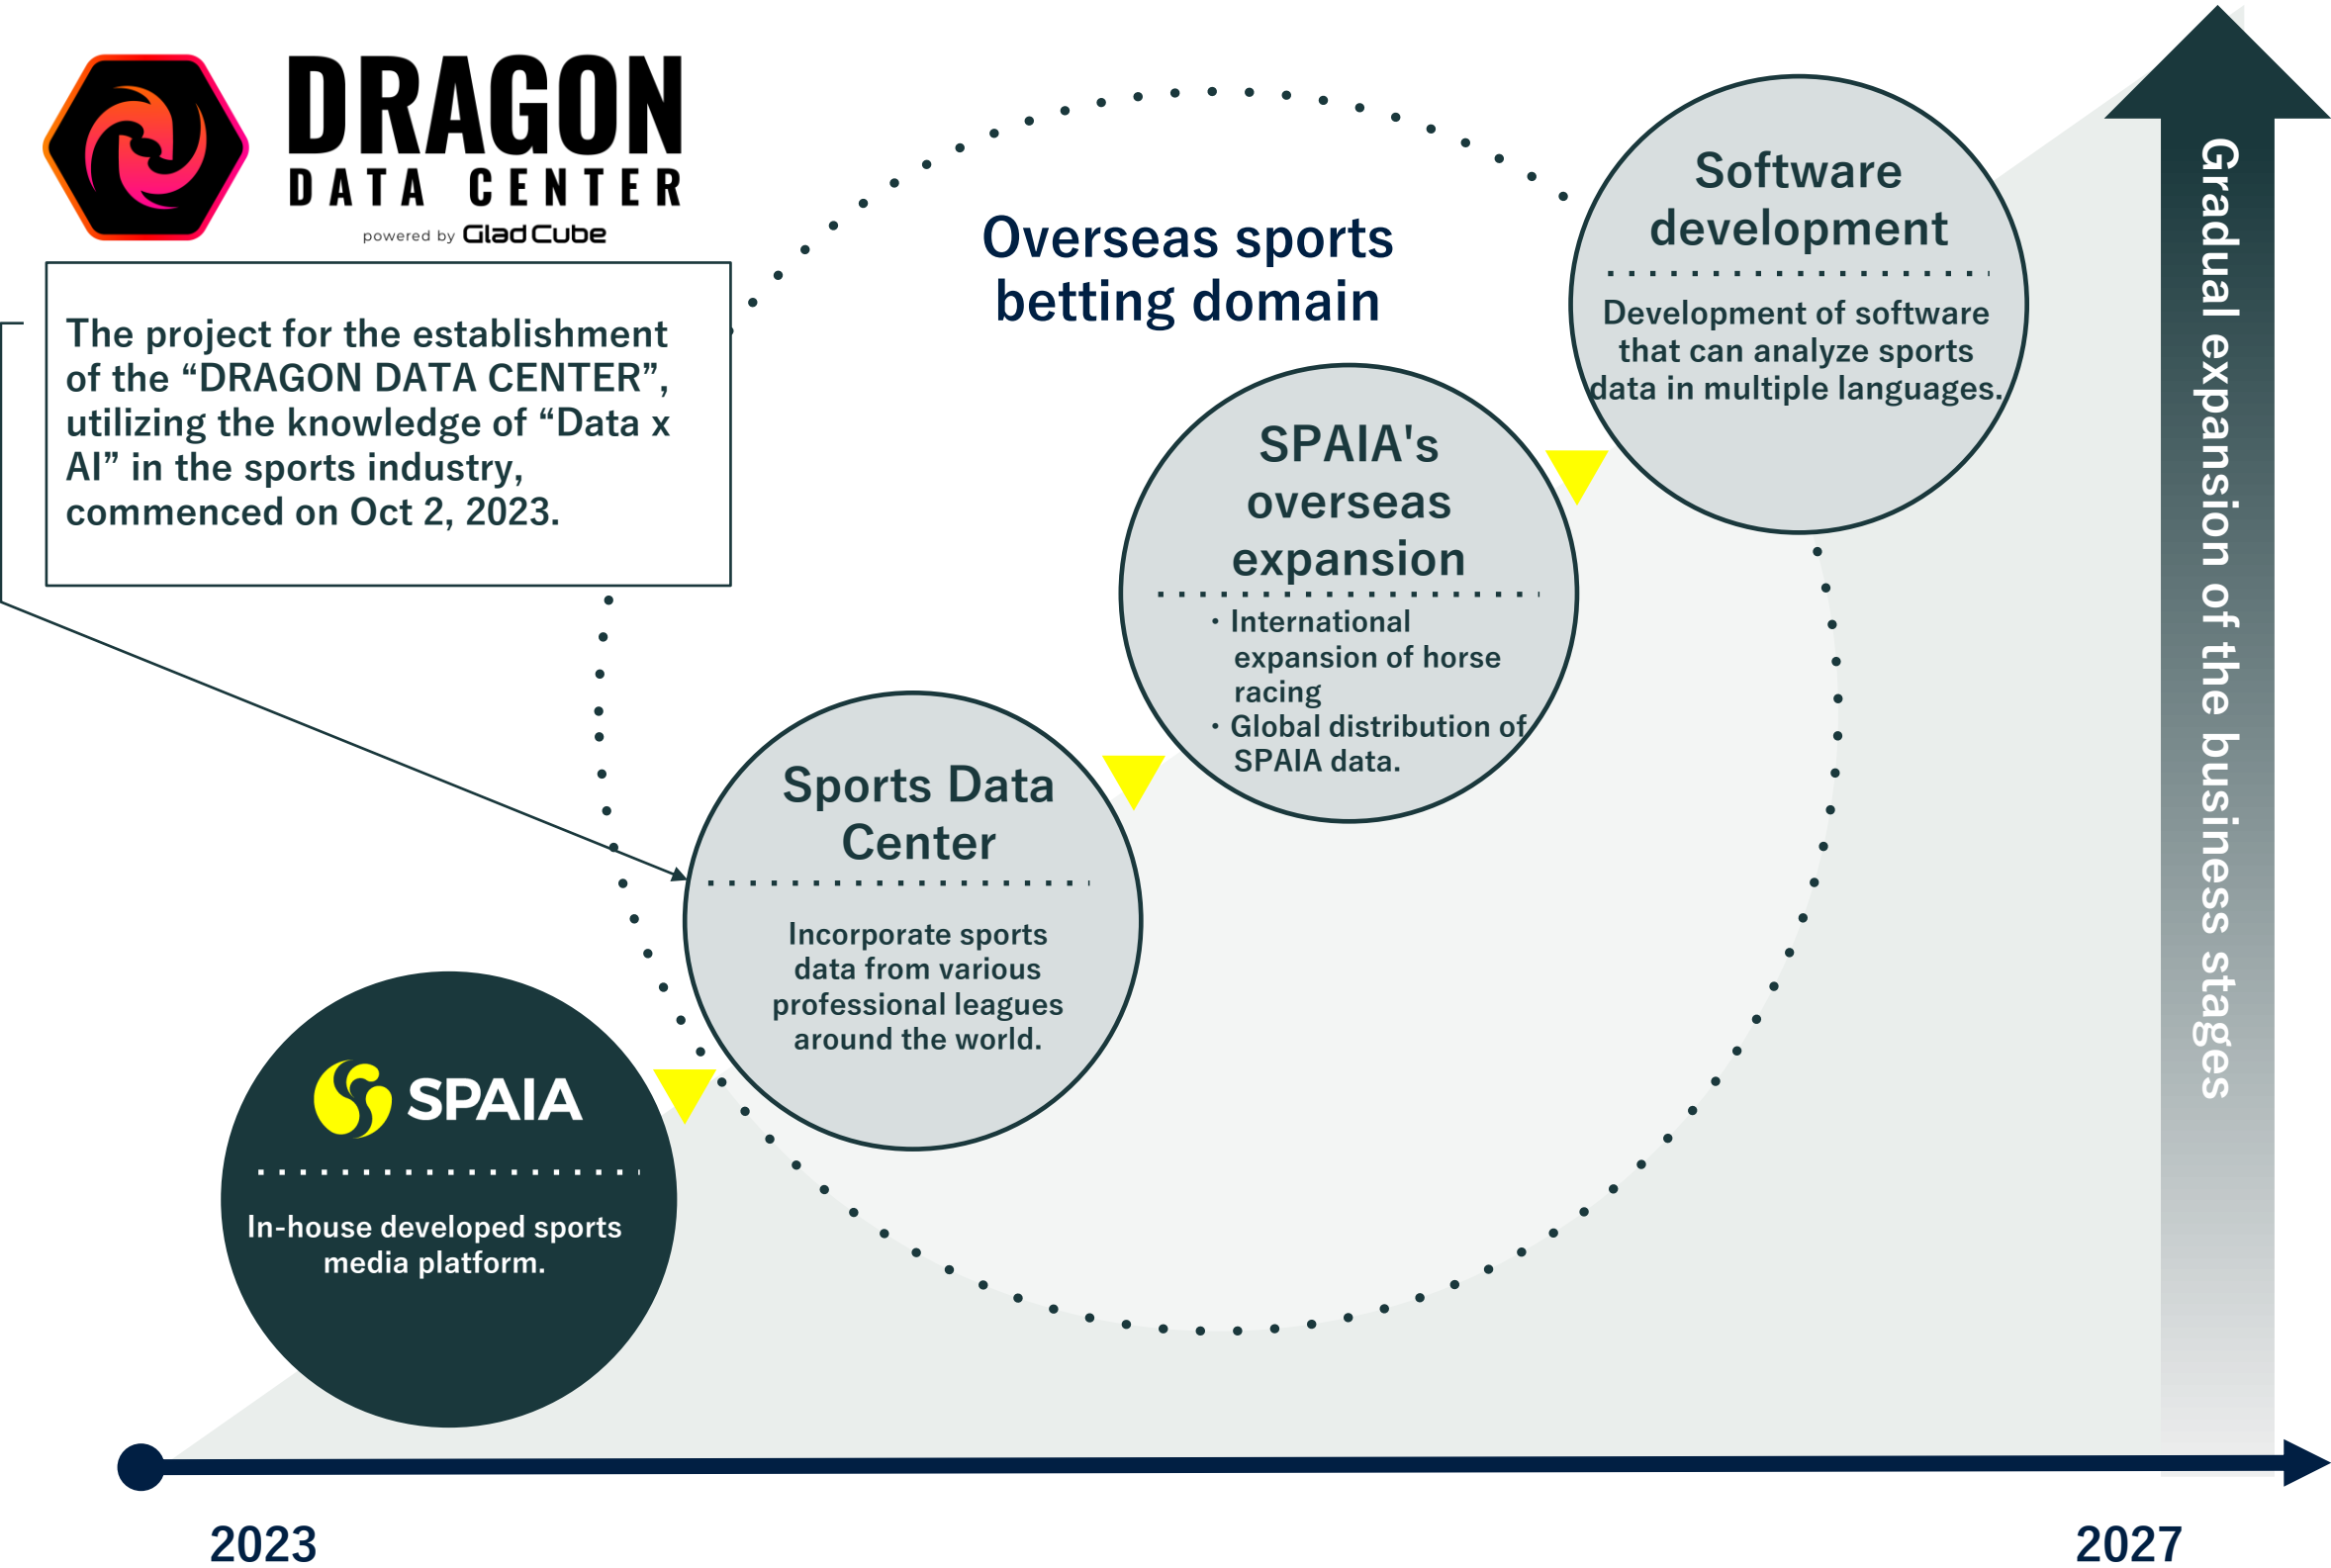 DRAGON
DATA CENTER
powered by Glad Cube
The project for the establishment
of the “DRAGON DATA CENTER”,
utilizing the knowledge of “Data x
AI” in the sports industry,
commenced on Oct 2, 2023.
Overseas sports
betting domain
Software
development
Development of software
that can analyze sports
data in multiple languages.
SPAIA's
overseas
expansion
・International
expansion of horse
racing
・Global distribution of
SPAIA data.
Sports Data
Center
Incorporate sports
data from various
professional leagues
around the world.
SPAIA
In-house developed sports
media platform.
Gradual expansion of the business stages
2023
2027